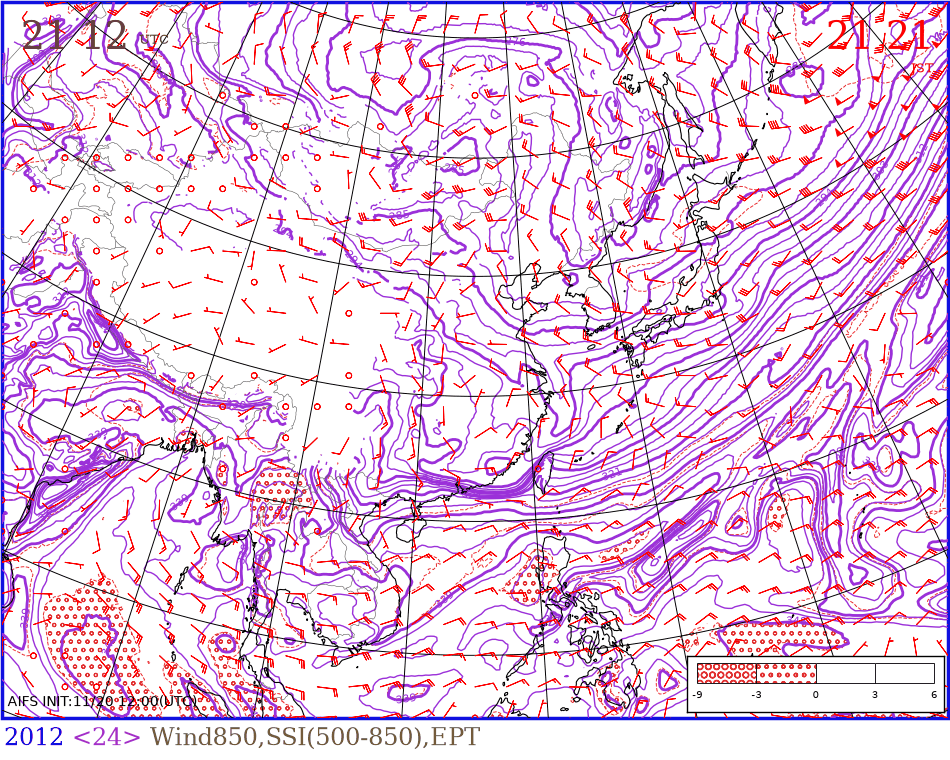 21 12 UTC
21 21 JST
AIFS INIT:11/20 12:00(UTC)
-9 -3 0 3 6
2012 <24> Wind850,SSI(500-850),EPT